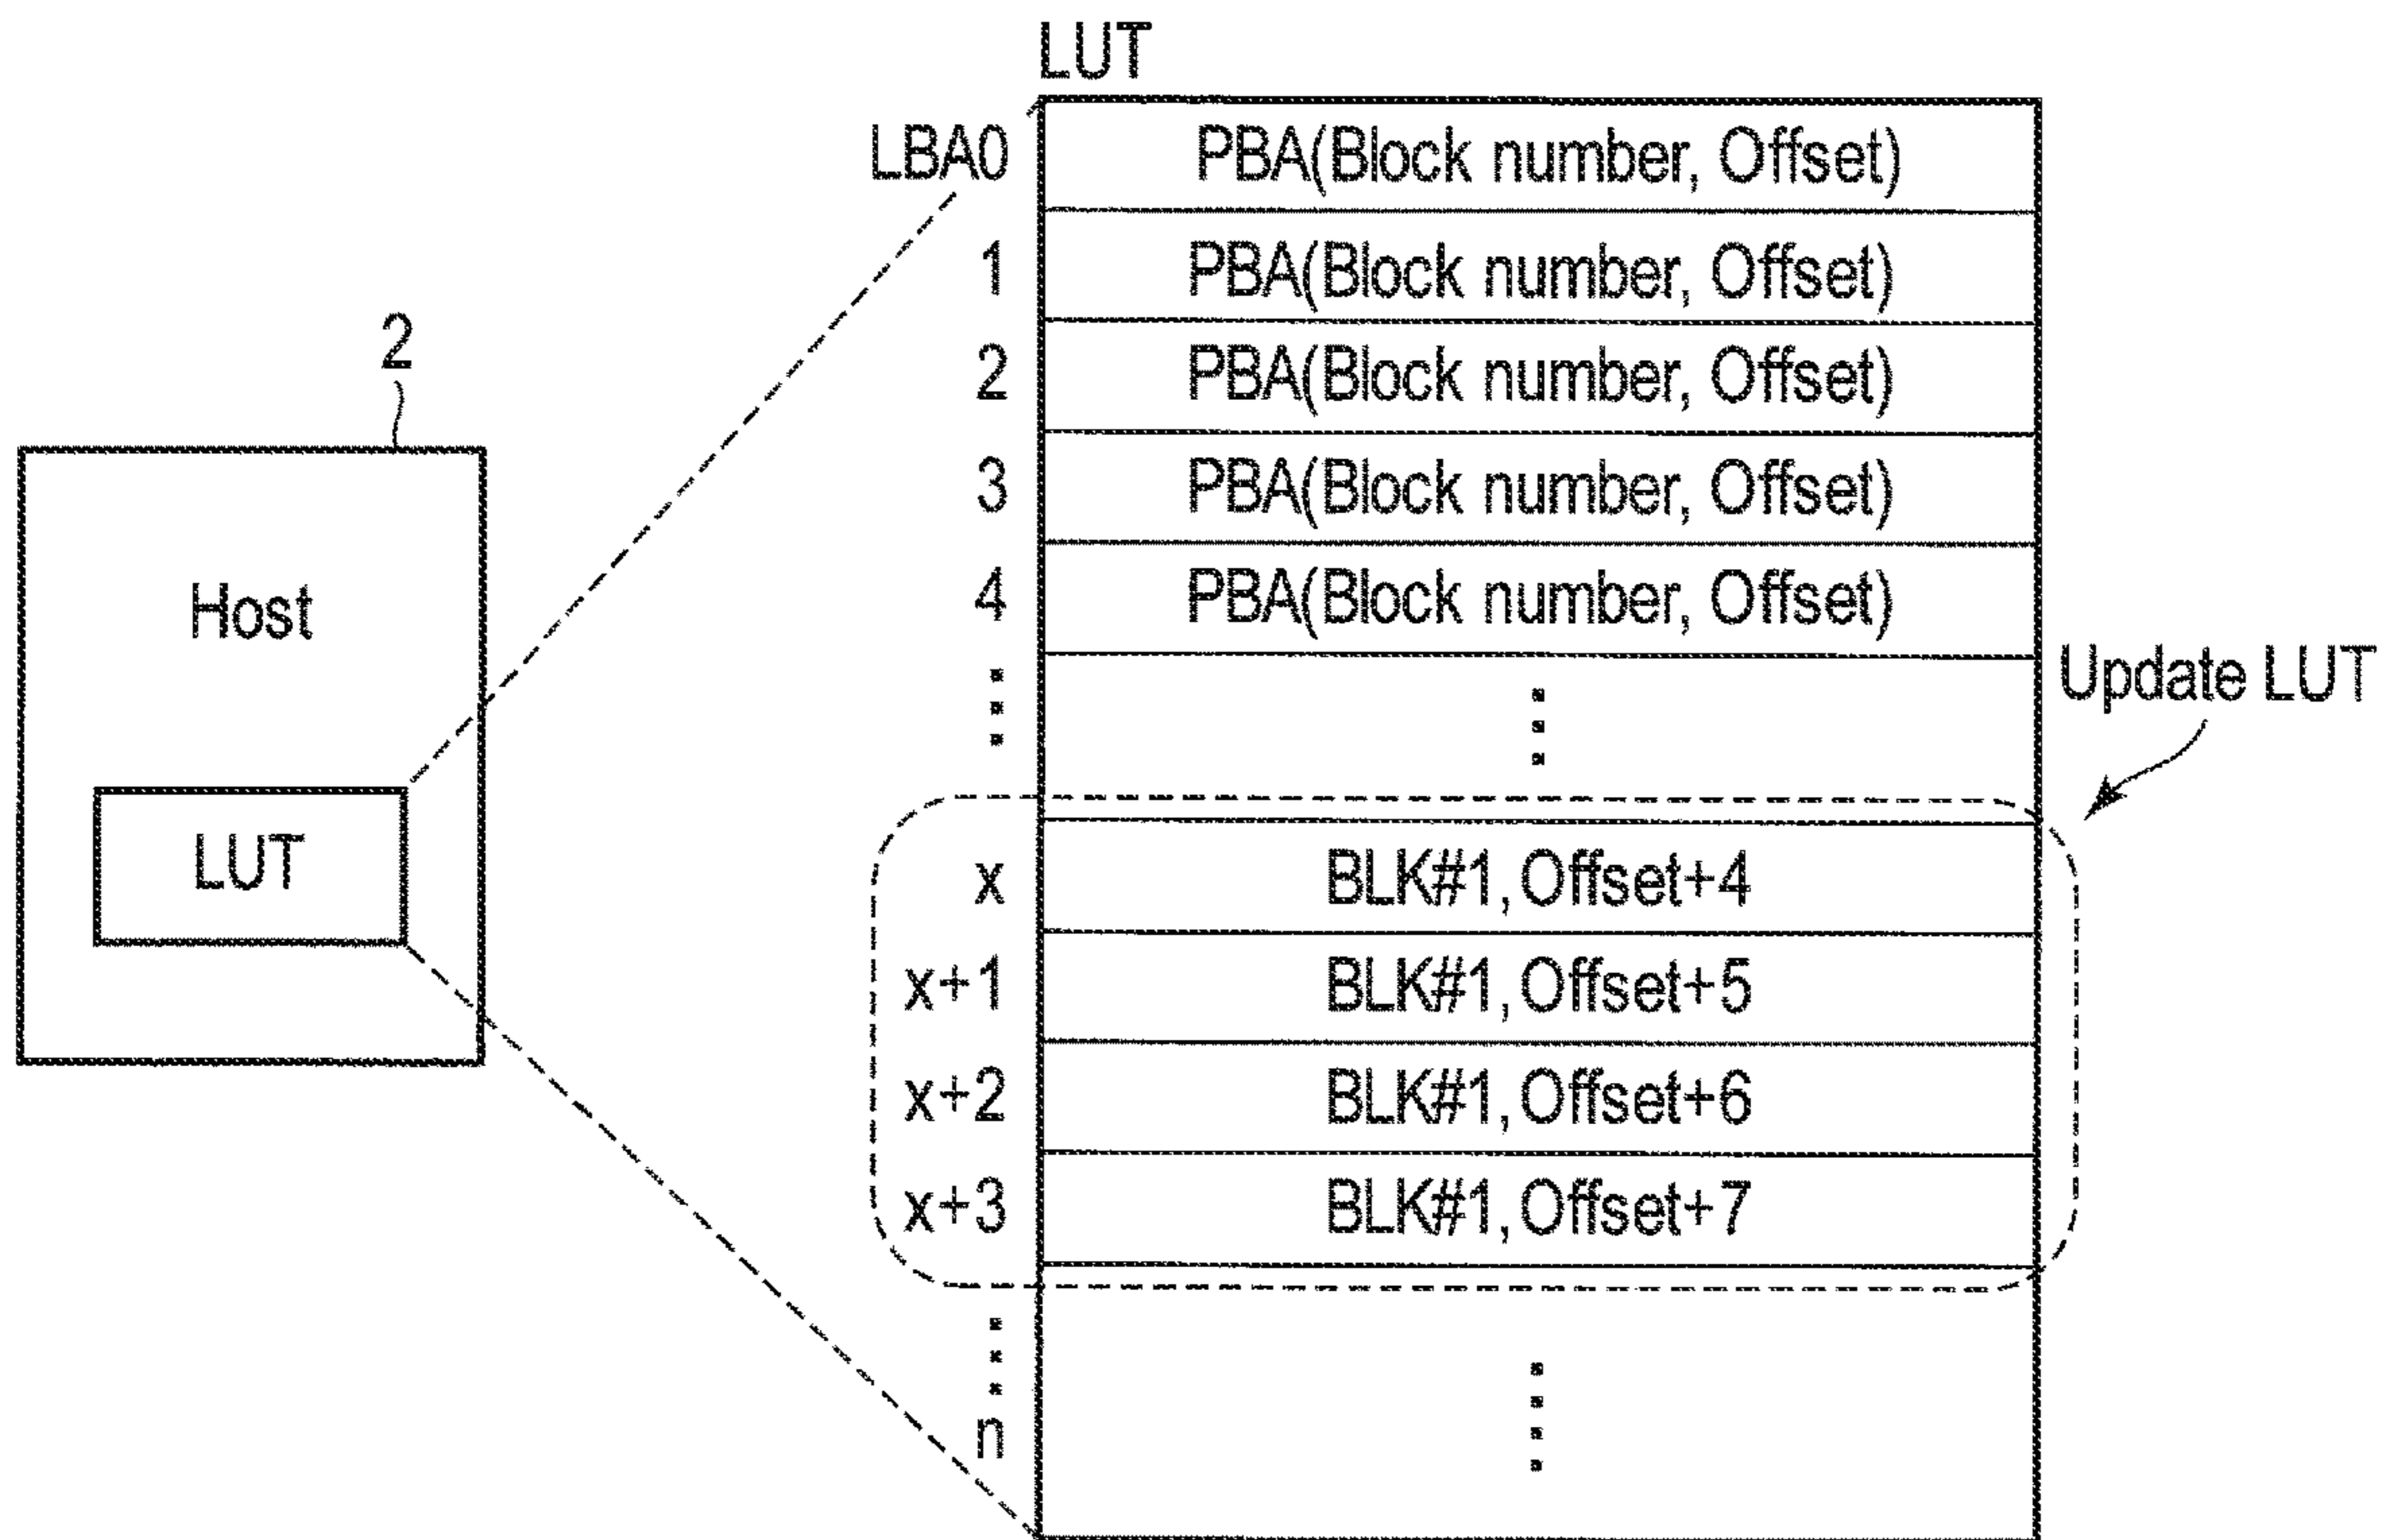 LUT
LBA0 PBA(Block number, Offset)
1 PBA(Block number, Offset)
2 PBA(Block number, Offset)
3 PBA(Block number, Offset)
4 PBA(Block number, Offset)
2
Host
LUT
Update LUT
x BLK#1, Offset+4
x+1 BLK#1, Offset+5
x+2 BLK#1, Offset+6
x+3 BLK#1, Offset+7
n